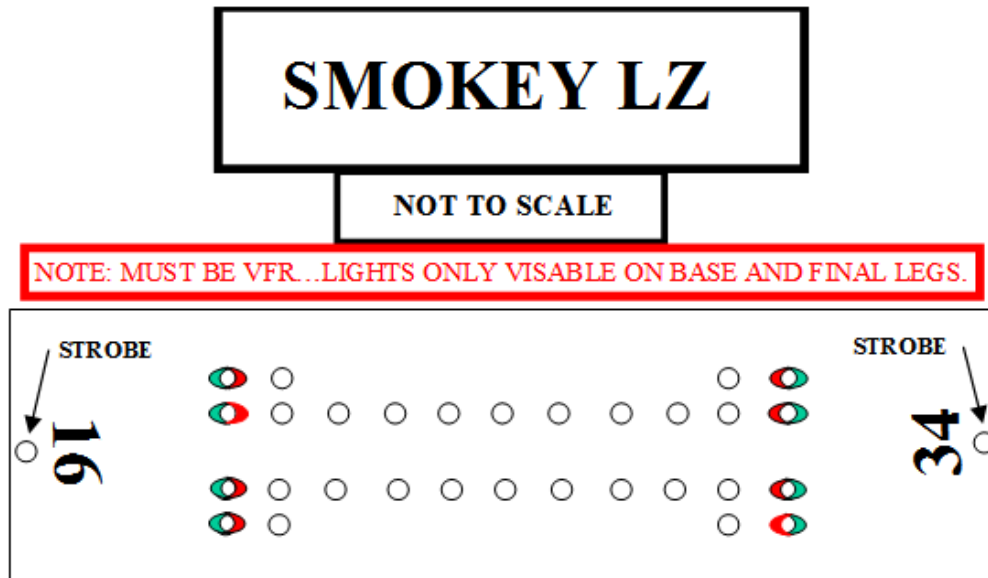 SMOKEY LZ
NOT TO SCALE
NOTE: MUST BE VFR...LIGHTS ONLY VISABLE ON BASE AND FINAL LEGS.
STROBE
STROBE
16
34